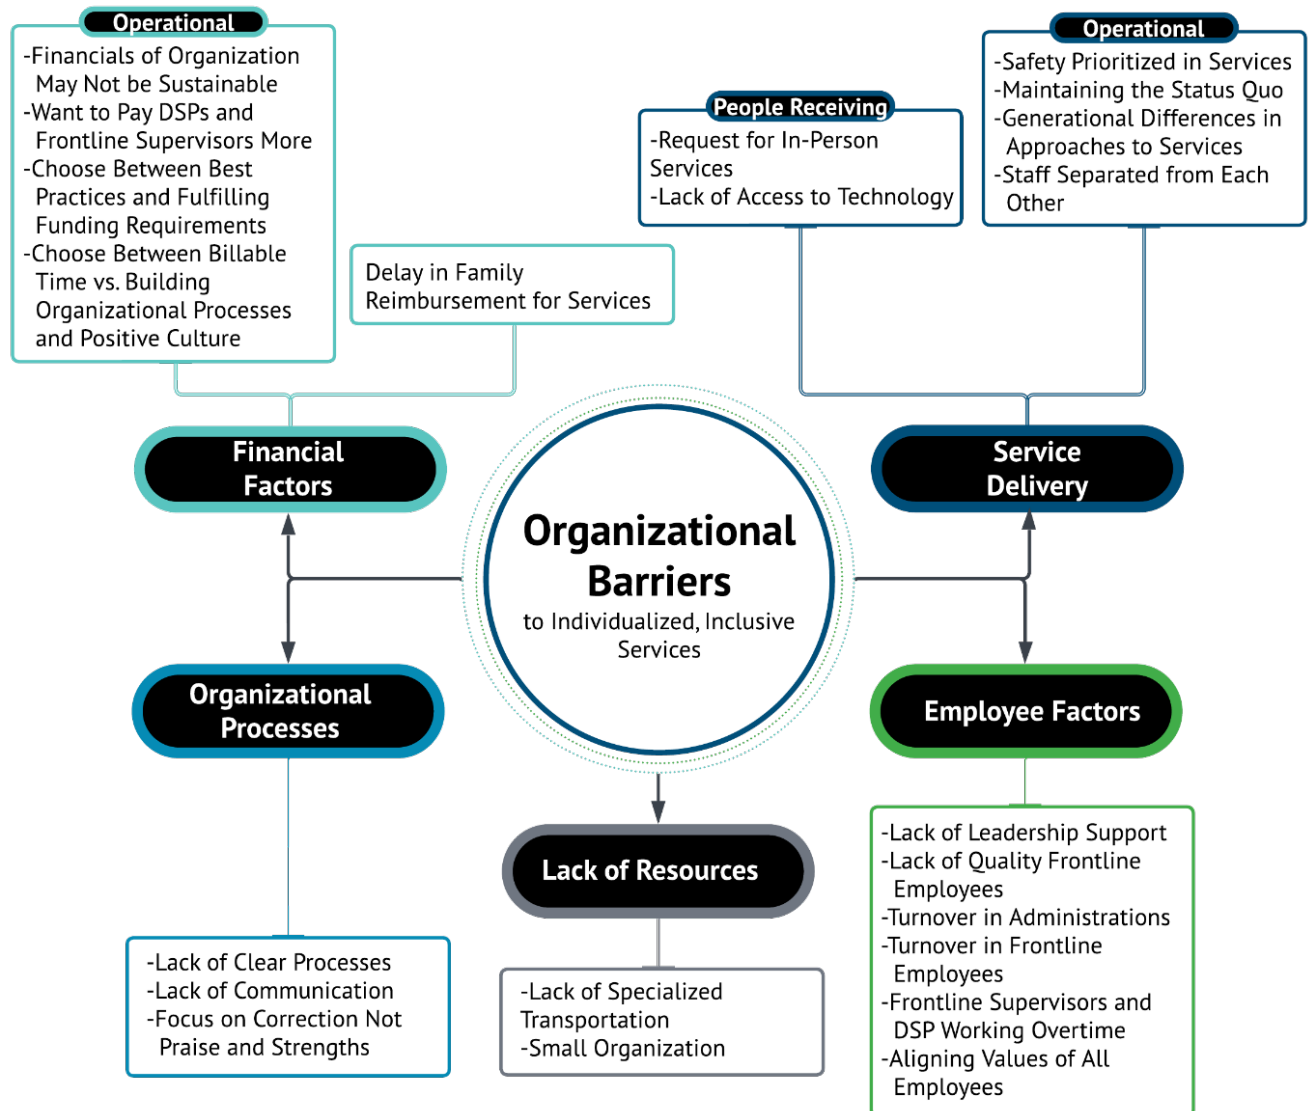 Operational
-Financials of Organization
May Not be Sustainable
-Want to Pay DSPs and
Frontline Supervisors More
-Choose Between Best
Practices and Fulfilling
Funding Requirements
-Choose Between Billable
Time vs. Building
Organizational Processes
and Positive Culture
Delay in Family
Reimbursement for Services
People Receiving
-Request for In-Person
Services
-Lack of Access to Technology
Operational
-Safety Prioritized in Services
-Maintaining the Status Quo
-Generational Differences in
Approaches to Services
-Staff Separated from Each
Other
Financial
Factors
Service
Delivery
Organizational
Barriers
to Individualized, Inclusive
Services
Organizational
Processes
Employee Factors
Lack of Resources
-Lack of Clear Processes
-Lack of Communication
-Focus on Correction Not
Praise and Strengths
-Lack of Specialized
Transportation
-Small Organization
-Lack of Leadership Support
-Lack of Quality Frontline
Employees
-Turnover in Administrations
-Turnover in Frontline
Employees
-Frontline Supervisors and
DSP Working Overtime
-Aligning Values of All
Employees